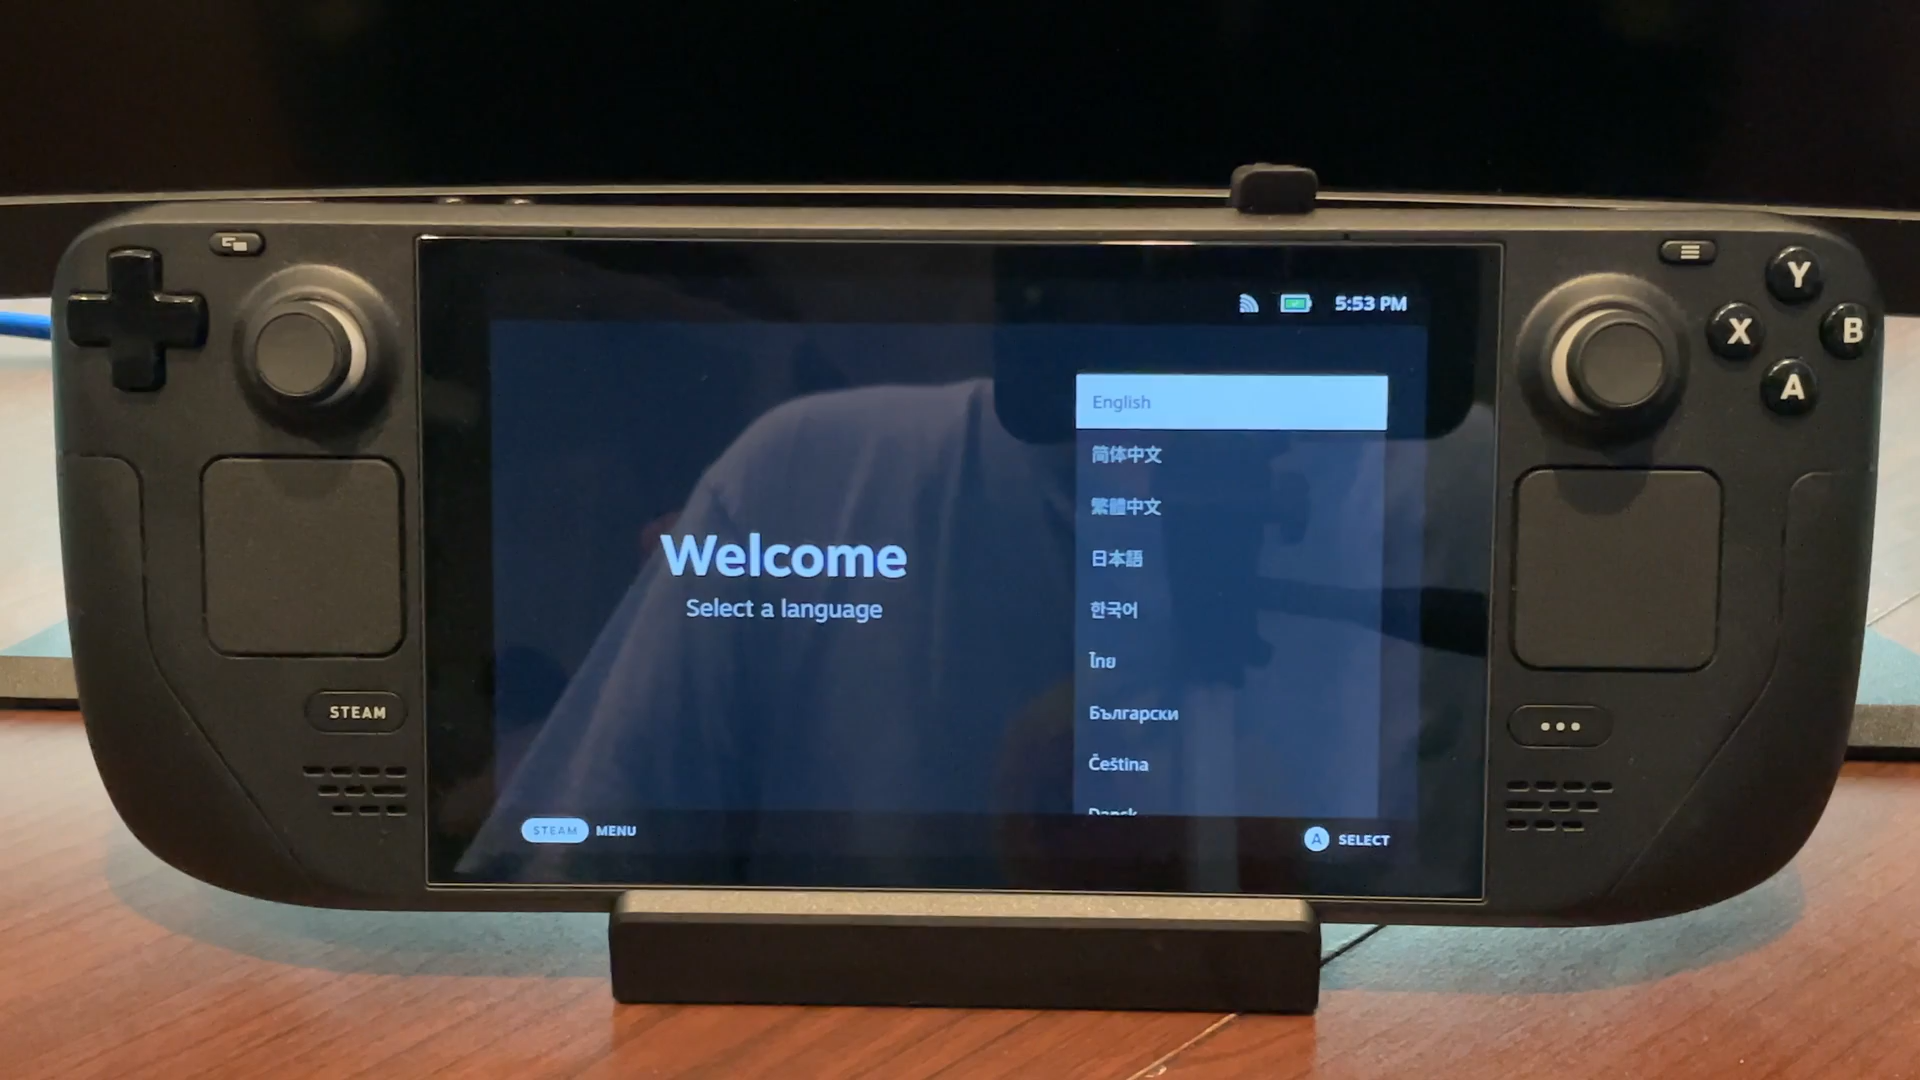 5:53 PM
Y
X
B
A
English
简体中文
繁體中文
日本語
한국어
ไทย
Български
Čeština
Dansk
Welcome
Select a language
STEAM
STEAM MENU
A SELECT